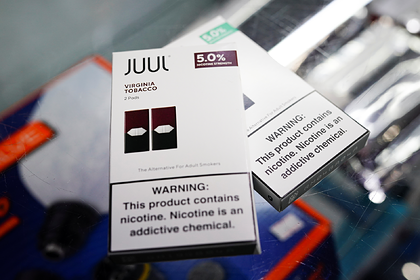 JUUL
5.0%
NICOTINE STRENGTH
VIRGINIA
TOBACCO
2 Pods
The Alternative For Adult Smokers
WARNING:
This product contains
nicotine. Nicotine is an
addictive chemical.
5.0%
WARNING:
This product contains
nicotine. Nicotine is an
addictive chemical.